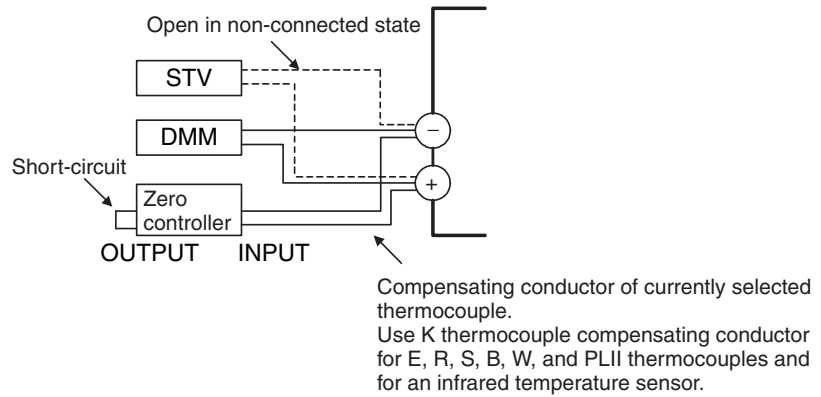 Open in non-connected state
STV
DMM
−
+
Short-circuit
Zero
controller
OUTPUT INPUT
Compensating conductor of currently selected
thermocouple.
Use K thermocouple compensating conductor
for E, R, S, B, W, and PLII thermocouples and
for an infrared temperature sensor.